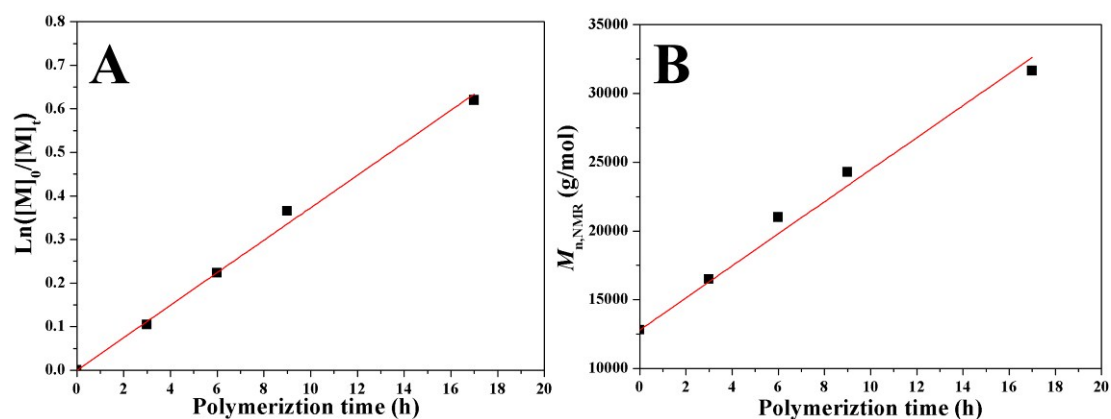 A
Ln([M]₀/[M]ₜ)
0.8
0.7
0.6
0.5
0.4
0.3
0.2
0.1
0.0
0 2 4 6 8 10 12 14 16 18 20
Polymeriztion time (h)
B
Mn,NMR (g/mol)
35000
30000
25000
20000
15000
10000
0 2 4 6 8 10 12 14 16 18 20
Polymeriztion time (h)